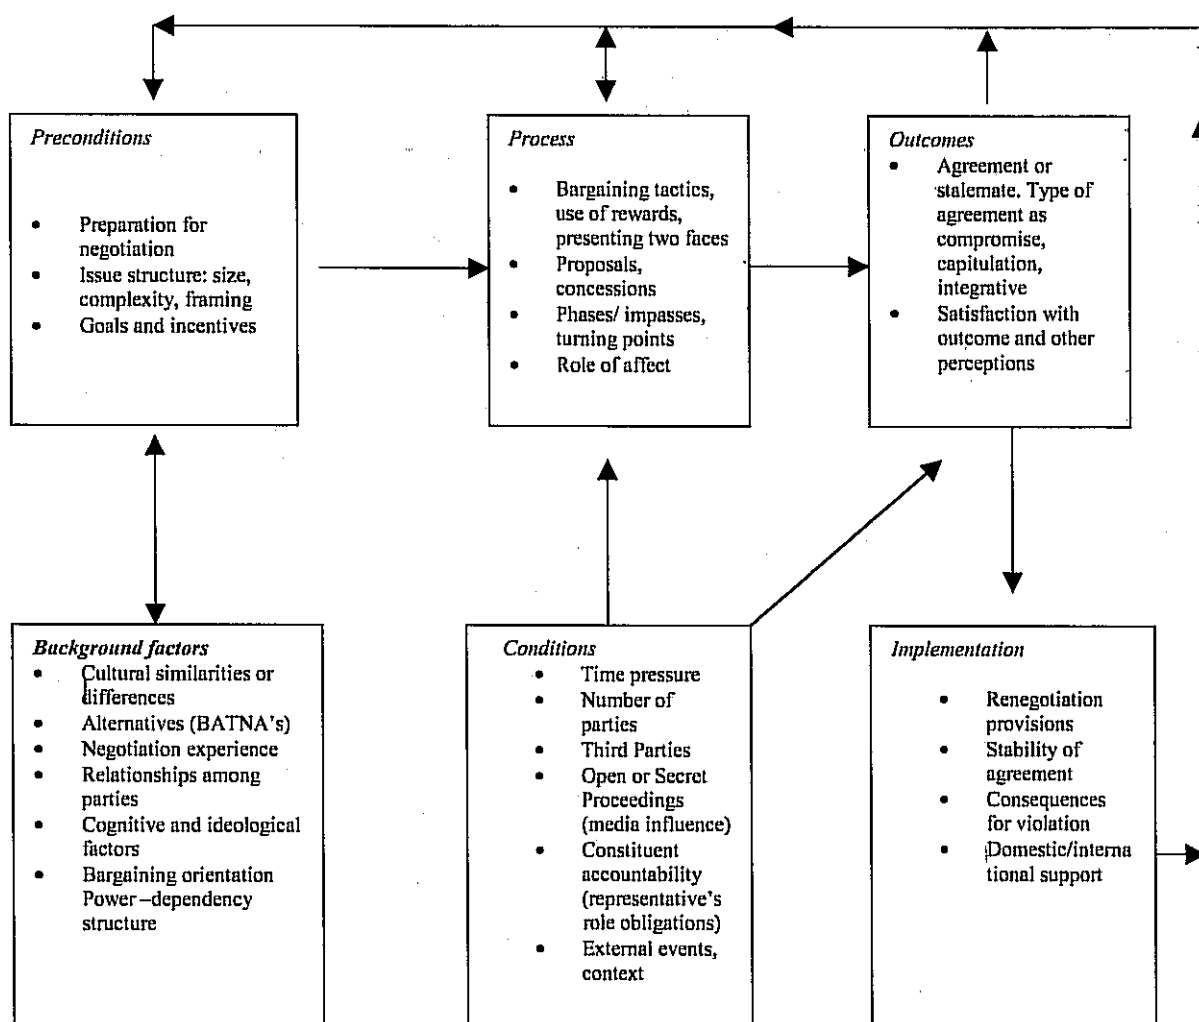 Preconditions
• Preparation for
negotiation
• Issue structure: size,
complexity, framing
• Goals and incentives
Process
• Bargaining tactics,
use of rewards,
presenting two faces
• Proposals,
concessions
• Phases/ impasses,
turning points
• Role of affect
Outcomes
• Agreement or
stalemate. Type of
agreement as
compromise,
capitulation,
integrative
• Satisfaction with
outcome and other
perceptions
Background factors
• Cultural similarities or
differences
• Alternatives (BATNA's)
• Negotiation experience
• Relationships among
parties
• Cognitive and ideological
factors
• Bargaining orientation
Power–dependency
structure
Conditions
• Time pressure
• Number of
parties
• Third Parties
• Open or Secret
Proceedings
(media influence)
• Constituent
accountability
(representative's
role obligations)
• External events,
context
Implementation
• Renegotiation
provisions
• Stability of
agreement
• Consequences
for violation
• Domestic/interna
tional support